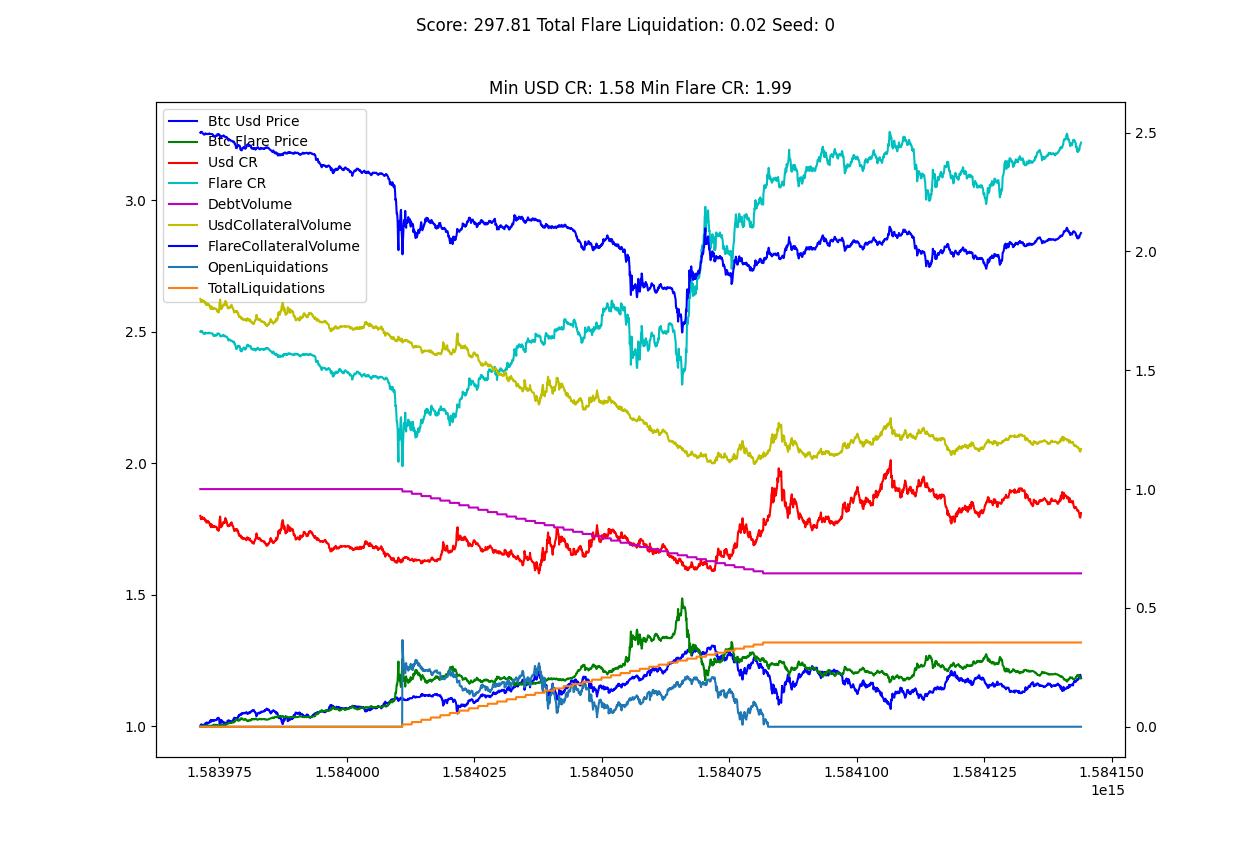 Score: 297.81 Total Flare Liquidation: 0.02 Seed: 0
Min USD CR: 1.58 Min Flare CR: 1.99
Btc Usd Price
Btc Flare Price
Usd CR
Flare CR
DebtVolume
UsdCollateralVolume
FlareCollateralVolume
OpenLiquidations
TotalLiquidations
3.0
2.5
2.0
1.5
1.0
2.5
2.0
1.5
1.0
0.5
0.0
1.583975 1.584000 1.584025 1.584050 1.584075 1.584100 1.584125 1.584150
1e15